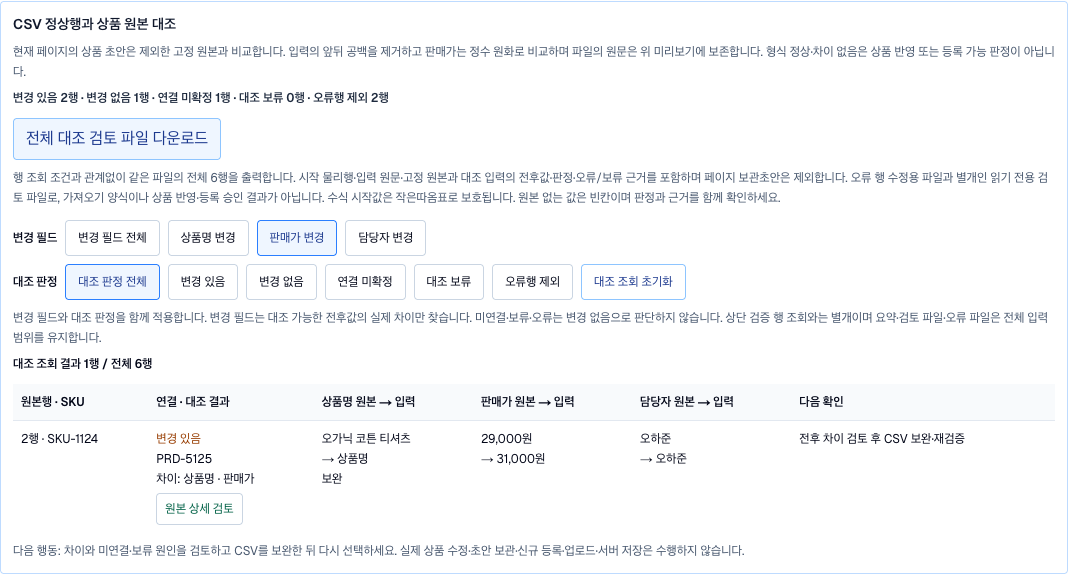 CSV 정상행과 상품 원본 대조
현재 페이지의 상품 초안은 제외한 고정 원본과 비교합니다. 입력의 앞뒤 공백을 제거하고 판매가는 정수 원화로 비교하며 파일의 원문은 위 미리보기에 보존합니다. 형식 정상·차이 없음은 상품 반영 또는 등록 가능 판정이 아닙니
다.
변경 있음 2행 · 변경 없음 1행 · 연결 미확정 1행 · 대조 보류 0행 · 오류행 제외 2행
전체 대조 검토 파일 다운로드
행 조회 조건과 관계없이 같은 파일의 전체 6행을 출력합니다. 시작 물리행·입력 원문·고정 원본과 대조 입력의 전후값·판정·오류/보류 근거를 포함하며 페이지 보관초안은 제외합니다. 오류 행 수정용 파일과 별개인 읽기 전용 검
토 파일로, 가져오기 양식이나 상품 반영·등록 승인 결과가 아닙니다. 수식 시작값은 작은따옴표로 보호됩니다. 원본 없는 값은 빈칸이며 판정과 근거를 함께 확인하세요.
변경 필드 변경 필드 전체 상품명 변경 판매가 변경 담당자 변경
대조 판정 대조 판정 전체 변경 있음 변경 없음 연결 미확정 대조 보류 오류행 제외 대조 조회 초기화
변경 필드와 대조 판정을 함께 적용합니다. 변경 필드는 대조 가능한 전후값의 실제 차이만 찾습니다. 미연결·보류·오류는 변경 없음으로 판단하지 않습니다. 상단 검증 행 조회와는 별개이며 요약·검토 파일·오류 파일은 전체 입력
범위를 유지합니다.
대조 조회 결과 1행 / 전체 6행
원본행 · SKU 연결 · 대조 결과 상품명 원본 → 입력 판매가 원본 → 입력 담당자 원본 → 입력 다음 확인
2행 · SKU-1124 변경 있음 오가닉 코튼 티셔츠 29,000원 오하준 전후 차이 검토 후 CSV 보완·재검증
PRD-5125 → 상품명 → 31,000원 → 오하준
차이: 상품명 · 판매가 보완
원본 상세 검토
다음 행동: 차이와 미연결·보류 원인을 검토하고 CSV를 보완한 뒤 다시 선택하세요. 실제 상품 수정·초안 보관·신규 등록·업로드·서버 저장은 수행하지 않습니다.